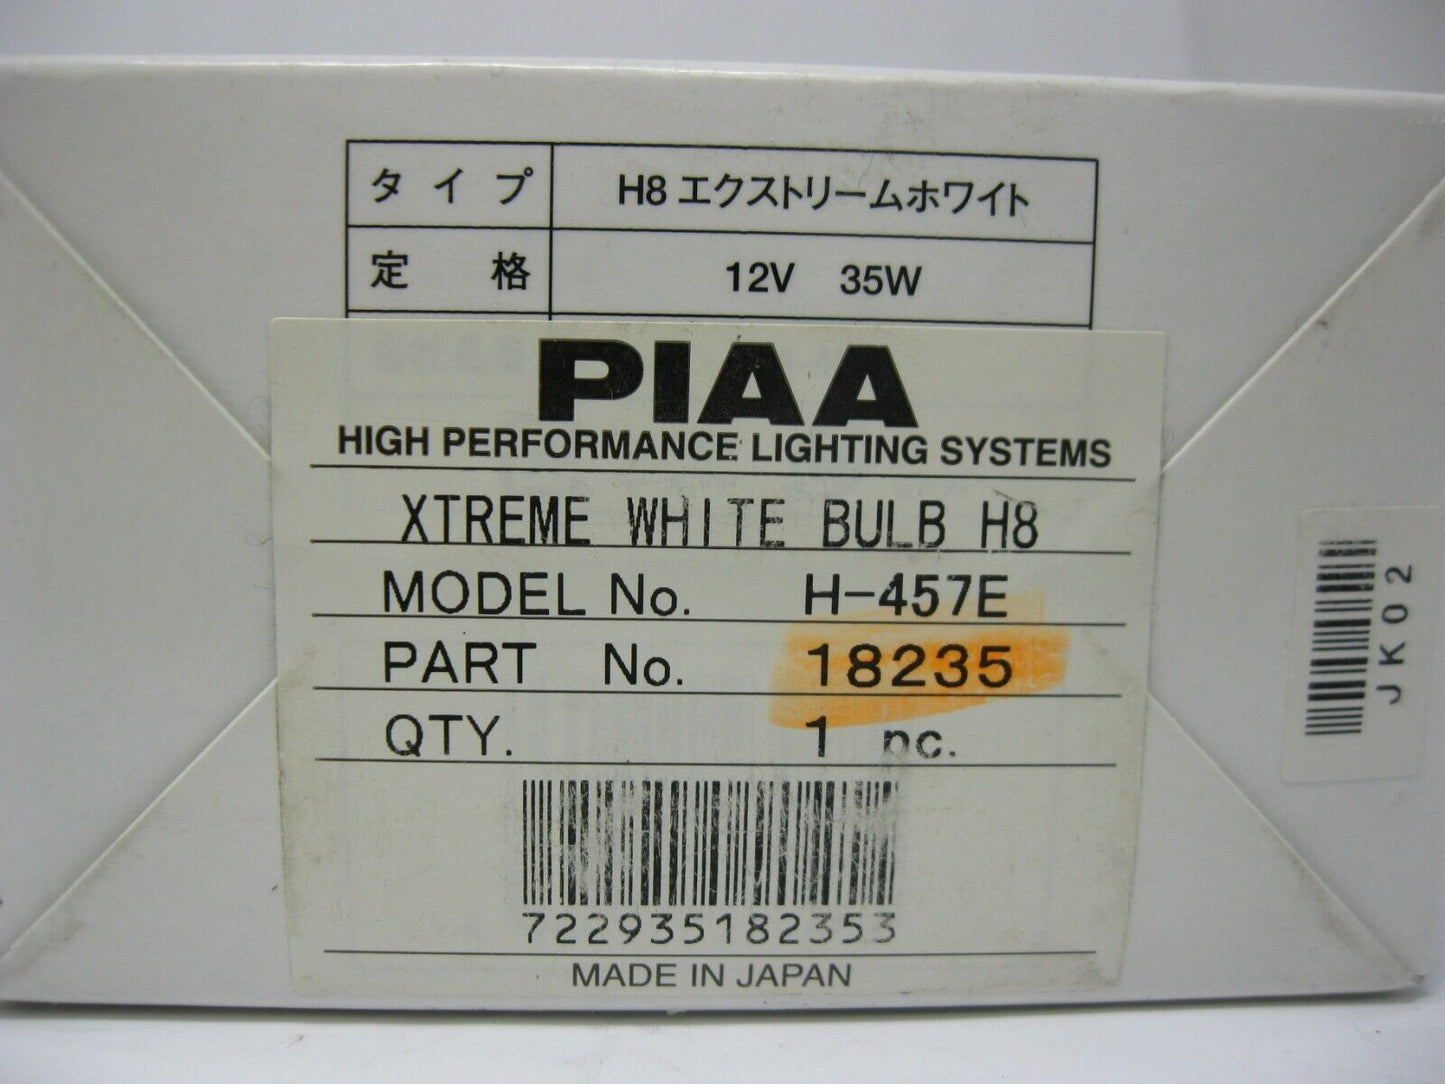 タイプ H8 エクストリームホワイト
定格 12V 35W
PIAA
HIGH PERFORMANCE LIGHTING SYSTEMS
XTREME WHITE BULB H8
MODEL No. H-457E
PART No. 18235
QTY. 1 pc.
722935182353
MADE IN JAPAN
JK02